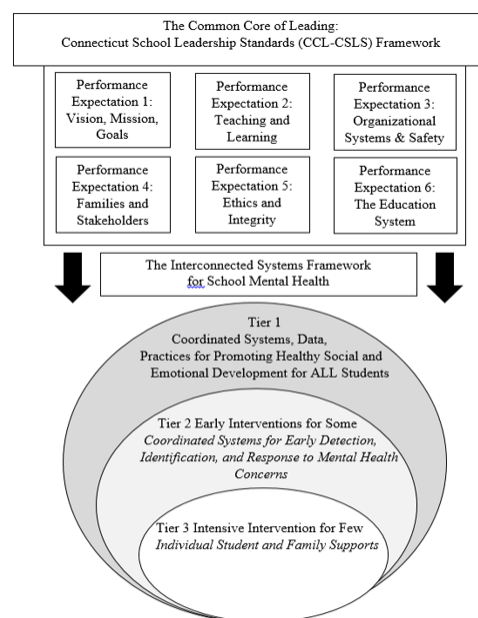 The Common Core of Leading:
Connecticut School Leadership Standards (CCL-CSLS) Framework
Performance
Expectation 1:
Vision, Mission,
Goals
Performance
Expectation 2:
Teaching and
Learning
Performance
Expectation 3:
Organizational
Systems & Safety
Performance
Expectation 4:
Families and
Stakeholders
Performance
Expectation 5:
Ethics and
Integrity
Performance
Expectation 6:
The Education
System
The Interconnected Systems Framework
for School Mental Health
Tier 1
Coordinated Systems, Data,
Practices for Promoting Healthy Social and
Emotional Development for ALL Students
Tier 2 Early Interventions for Some
Coordinated Systems for Early Detection,
Identification, and Response to Mental Health
Concerns
Tier 3 Intensive Intervention for Few
Individual Student and Family Supports